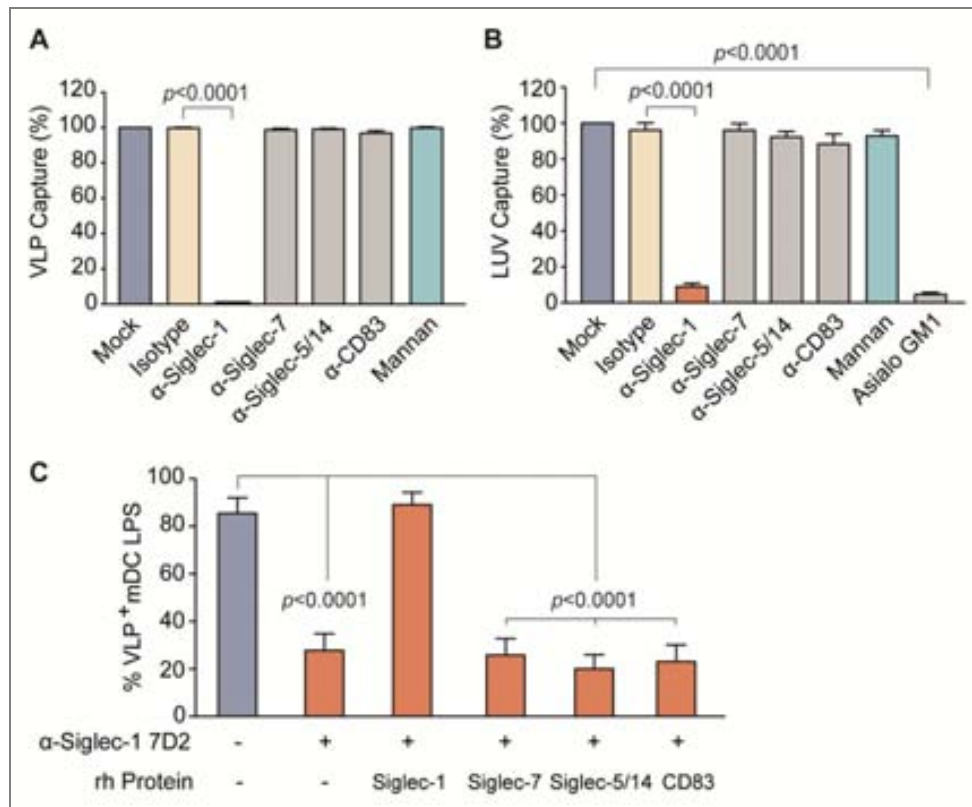 A
p<0.0001
VLP Capture (%)
120
100
80
60
40
20
0
Mock
Isotype
α-Siglec-1
α-Siglec-7
α-Siglec-5/14
α-CD83
Mannan
B
p<0.0001
p<0.0001
LUV Capture (%)
120
100
80
60
40
20
0
Mock
Isotype
α-Siglec-1
α-Siglec-7
α-Siglec-5/14
α-CD83
Mannan
Asialo GM1
C
% VLP+mDC LPS
100
80
60
40
20
0
p<0.0001
p<0.0001
α-Siglec-1 7D2 - + + + + +
rh Protein - - Siglec-1 Siglec-7 Siglec-5/14 CD83